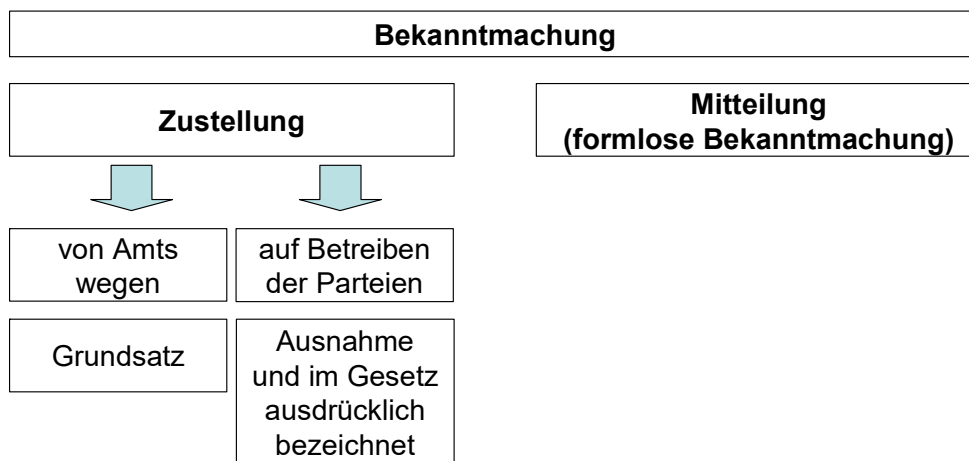 Bekanntmachung
Zustellung
Mitteilung
(formlose Bekanntmachung)
von Amts
wegen
auf Betreiben
der Parteien
Grundsatz
Ausnahme
und im Gesetz
ausdrücklich
bezeichnet